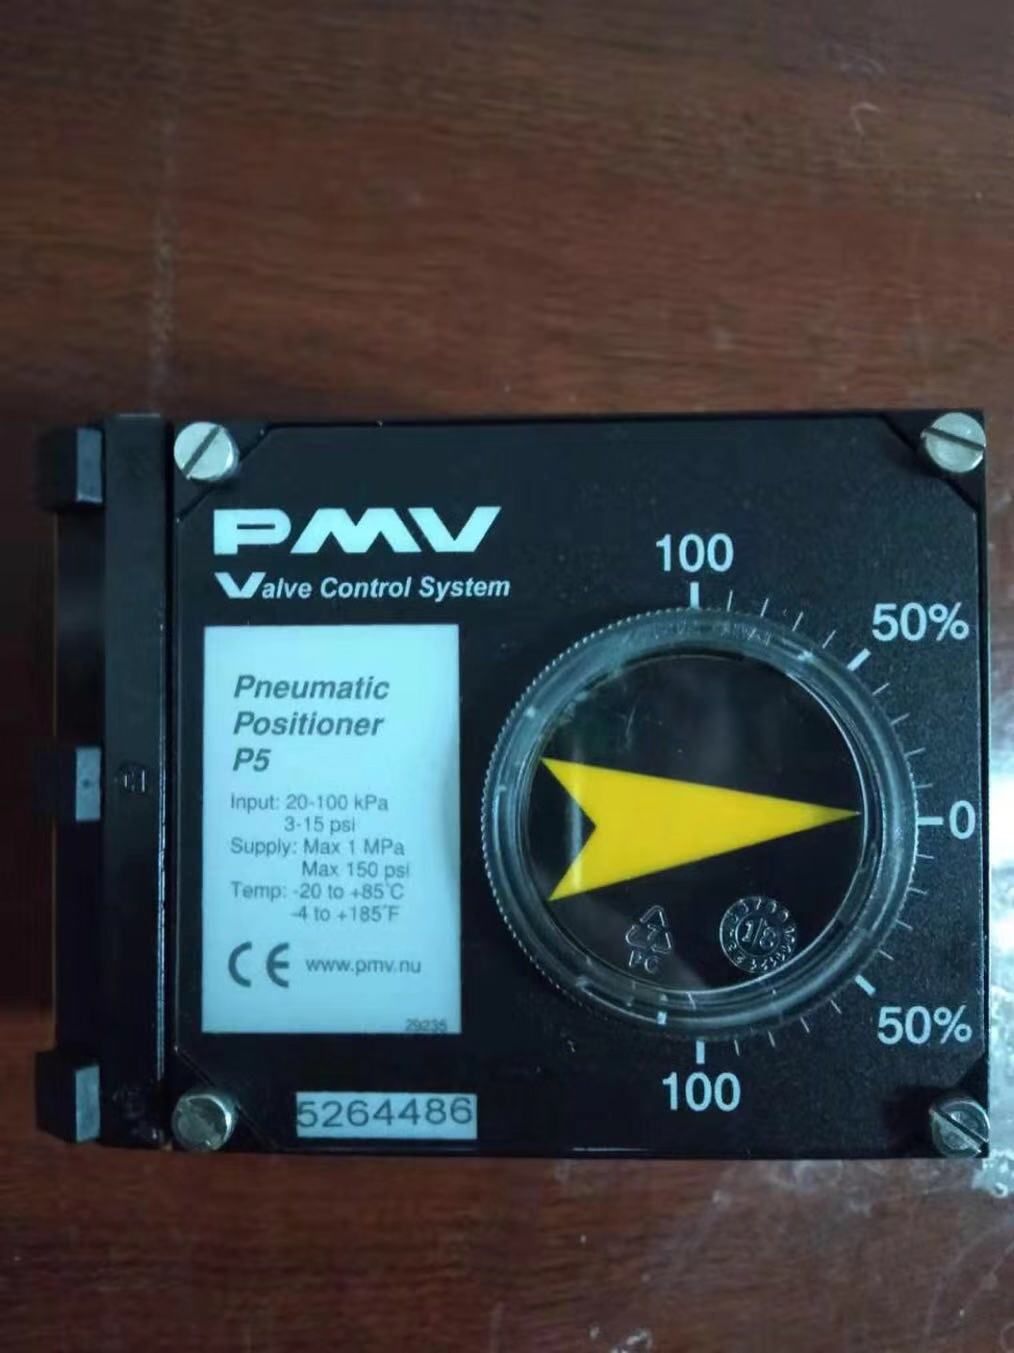 PMV
Valve Control System
Pneumatic
Positioner
P5
Input: 20-100 kPa
3-15 psi
Supply: Max 1 MPa
Max 150 psi
Temp: -20 to +85°C
-4 to +185°F
CE www.pmv.nu
29235
5264486
100
50%
0
50%
100
PC